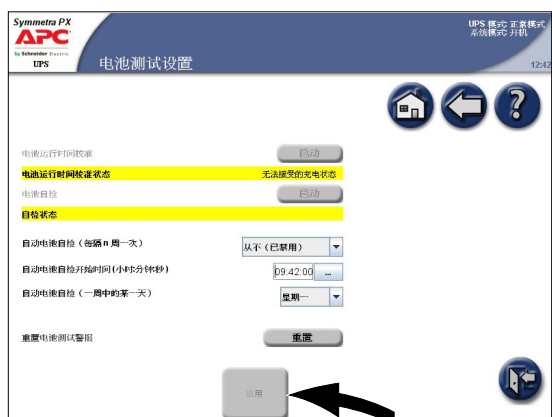 Symmetra PX
APC
by Schneider Electric
UPS
电池测试设置
UPS 模式 正常模式
系统模式 开机
12:42
?
电池运行时间校准
启动
电池运行时间校准状态
无法接受的充电状态
电池自检
启动
自检状态
自动电池自检 (每隔 n 周一次)
从不 (已禁用)
自动电池自检开始时间(小时:分钟:秒)
09:42:00 ...
自动电池自检 (一周中的某一天)
星期一
重置电池测试警报
重置
应用